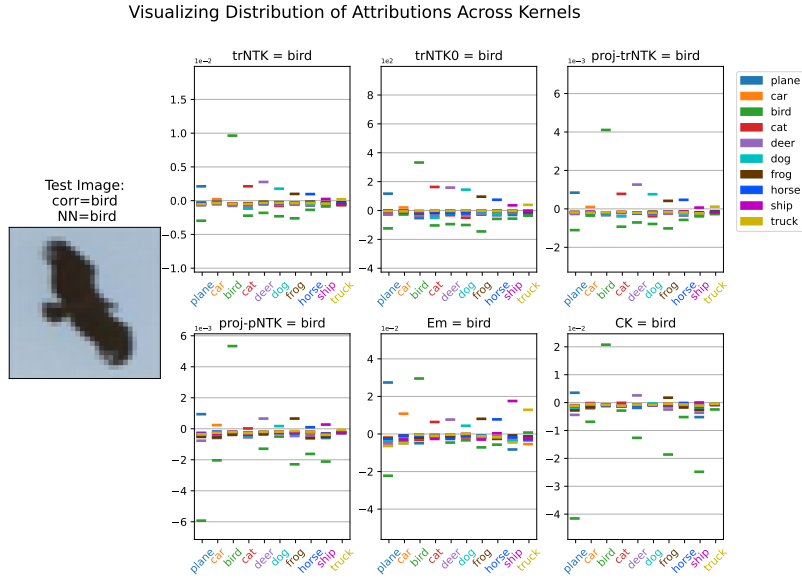 Visualizing Distribution of Attributions Across Kernels
Test Image:
corr=bird
NN=bird
trNTK = bird
1e−2
1.5
1.0
0.5
0.0
−0.5
−1.0
plane car bird cat deer dog frog horse ship truck
trNTK0 = bird
1e2
8
6
4
2
0
−2
−4
plane car bird cat deer dog frog horse ship truck
proj-trNTK = bird
1e−3
6
4
2
0
−2
plane car bird cat deer dog frog horse ship truck
plane
car
bird
cat
deer
dog
frog
horse
ship
truck
proj-pNTK = bird
1e−3
6
4
2
0
−2
−4
−6
plane car bird cat deer dog frog horse ship truck
Em = bird
1e−2
4
2
0
−2
−4
plane car bird cat deer dog frog horse ship truck
CK = bird
1e−2
2
1
0
−1
−2
−3
−4
plane car bird cat deer dog frog horse ship truck